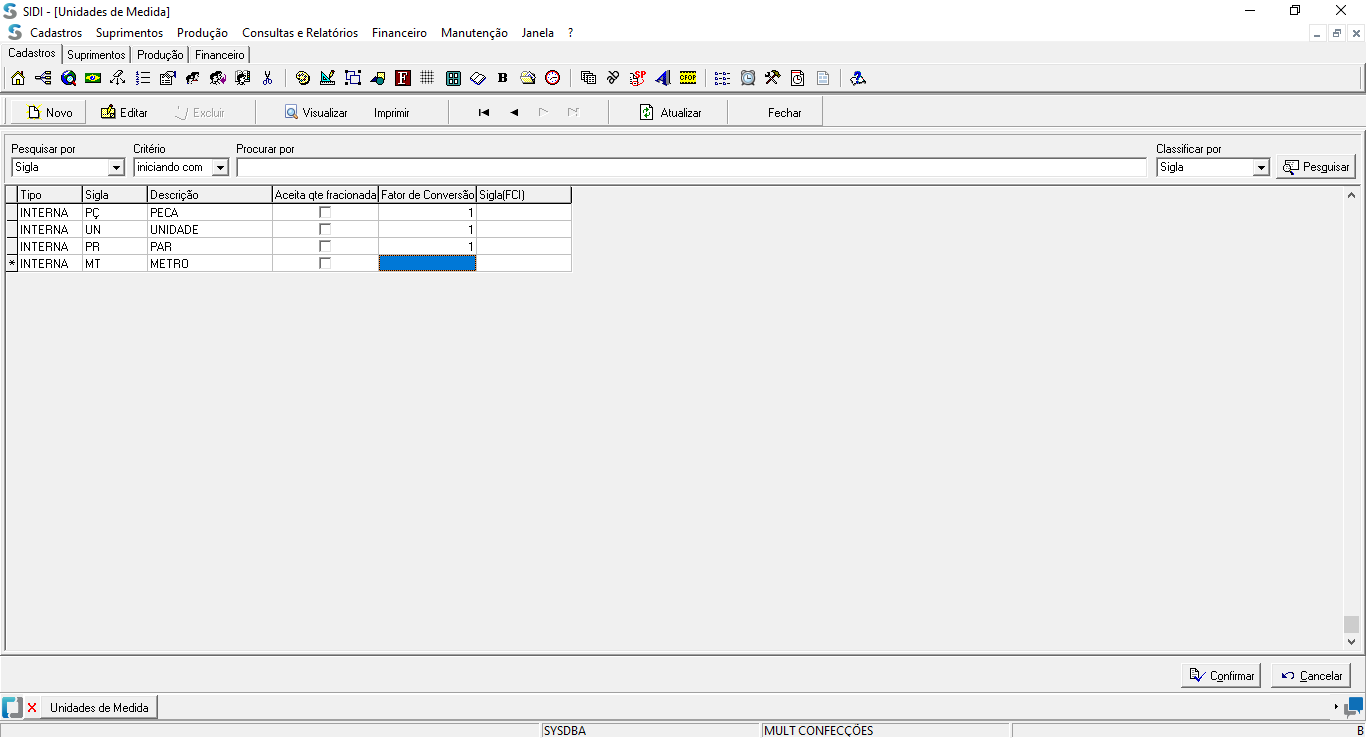 SIDI - [Unidades de Medida]
Cadastros Suprimentos Produção Consultas e Relatórios Financeiro Manutenção Janela ?
Cadastros Suprimentos Produção Financeiro
F B SP CFOP
Novo Editar Excluir Visualizar Imprimir Atualizar Fechar
Pesquisar por Critério Procurar por Classificar por
Sigla iniciando com Sigla Pesquisar
Tipo Sigla Descrição Aceita qte fracionada Fator de Conversão Sigla(FCI)
INTERNA PÇ PECA 1
INTERNA UN UNIDADE 1
INTERNA PR PAR 1
* INTERNA MT METRO
Confirmar Cancelar
Unidades de Medida
SYSDBA MULT CONFECÇÕES B